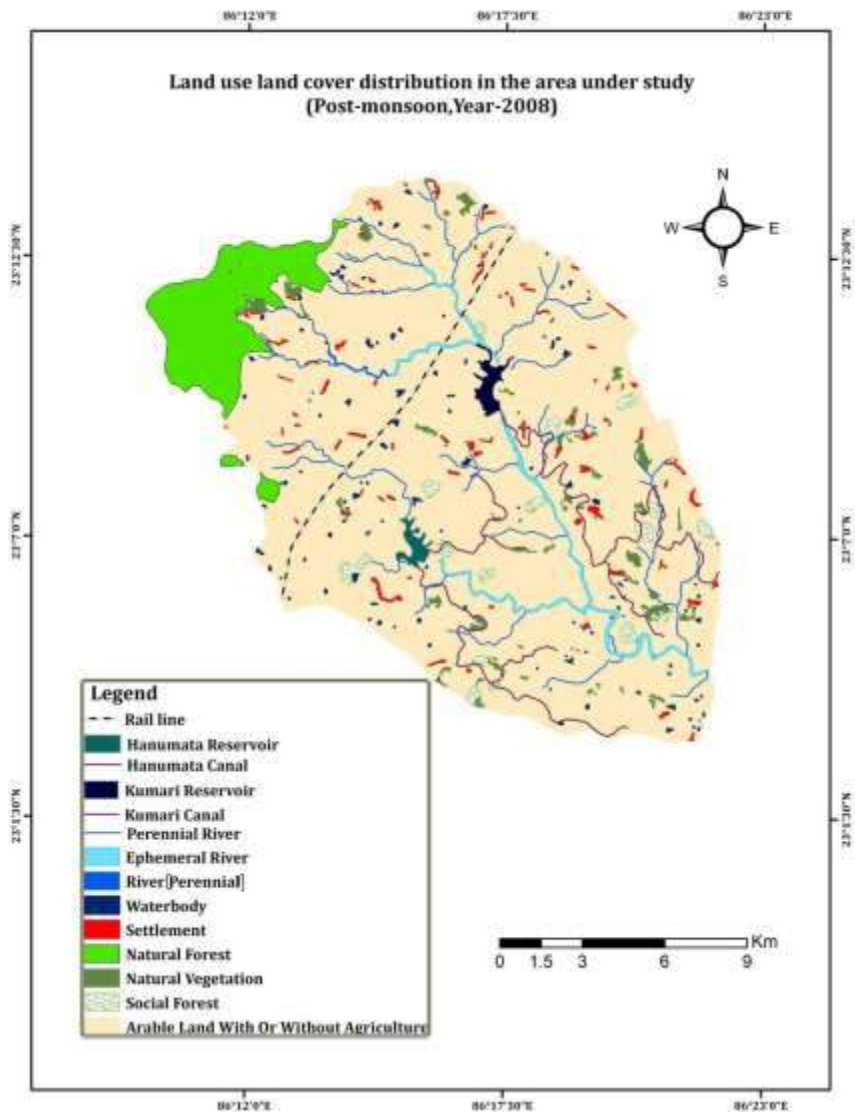 86°12'0"E 86°17'30"E 86°23'0"E
Land use land cover distribution in the area under study
(Post-monsoon,Year-2008)
N
W E
S
23°12'30"N 23°12'30"N
23°7'0"N 23°7'0"N
Legend
Rail line
Hanumata Reservoir
Hanumata Canal
Kumari Reservoir
Kumari Canal
Perennial River
Ephemeral River
River[Perennial]
Waterbody
Settlement
Natural Forest
Natural Vegetation
Social Forest
Arable Land With Or Without Agriculture
23°1'30"N 23°1'30"N
Km
0 1.5 3 6 9
86°12'0"E 86°17'30"E 86°23'0"E